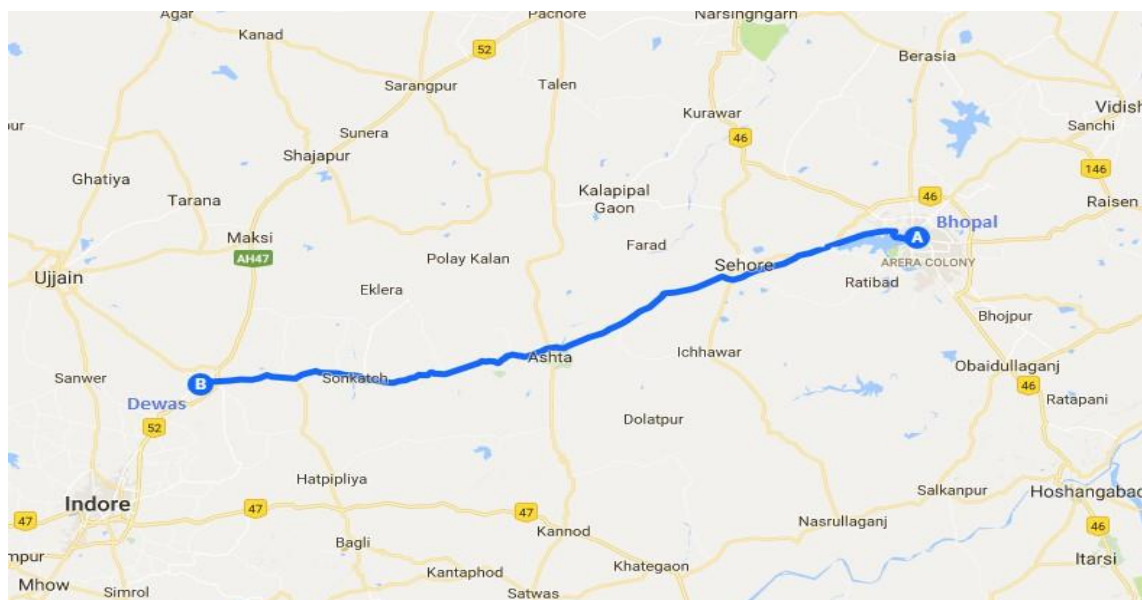 Agar
Pachore
Narsingngarn
Kanad
52
Berasia
Sarangpur
Talen
Kurawar
Vidish
Sanchi
pur
Sunera
46
Shajapur
146
Ghatiya
Kalapipal
Gaon
46
Raisen
Tarana
Bhopal
Maksi
Farad
A
AH47
Polay Kalan
Sehore
ARERA COLONY
Ujjain
Ratibad
Eklera
Bhojpur
Ichhawar
Ashta
Obaidullaganj
Sanwer
B
Sonkatch
46
Dewas
Ratapani
52
Dolatpur
Hatpipliya
Salkanpur
Hoshangabad
Indore
47
47
47
Nasrullaganj
46
Kannod
Bagli
mpur
Khategaon
Itarsi
Mhow
Kantaphod
Simrol
Satwas